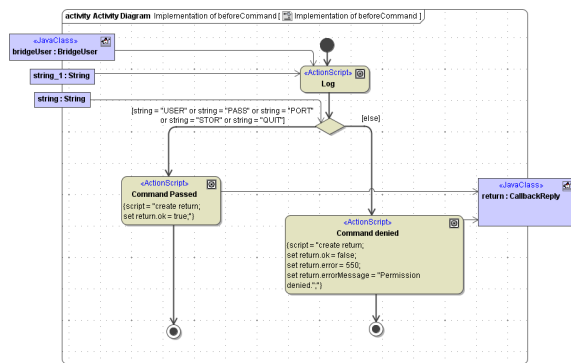 activity Activity Diagram Implementation of beforeCommand [ Implementation of beforeCommand ]
«JavaClass»
bridgeUser : BridgeUser
string_1 : String
string : String
«ActionScript»
Log
[string = "USER" or string = "PASS" or string = "PORT"
or string = "STOR" or string = "QUIT"]
[else]
«ActionScript»
Command Passed
{script = "create return;
set return.ok = true;"}
«JavaClass»
return : CallbackReply
«ActionScript»
Command denied
{script = "create return;
set return.ok = false;
set return.error = 550;
set return.errorMessage = "Permission
denied.";"}